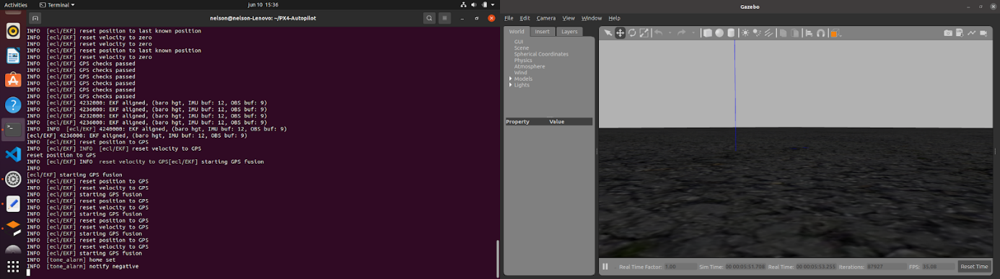 Activities
Terminal
Jun 10 15:36
nelson@nelson-Lenovo: ~/PX4-Autopilot
INFO [ecl/EKF] reset position to last known position
INFO [ecl/EKF] reset velocity to zero
INFO [ecl/EKF] reset velocity to zero
INFO [ecl/EKF] reset position to last known position
INFO [ecl/EKF] reset velocity to zero
INFO [ecl/EKF] GPS checks passed
INFO [ecl/EKF] GPS checks passed
INFO [ecl/EKF] GPS checks passed
INFO [ecl/EKF] GPS checks passed
INFO [ecl/EKF] GPS checks passed
INFO [ecl/EKF] GPS checks passed
INFO [ecl/EKF] 4232000: EKF aligned, (baro hgt, IMU buf: 12, OBS buf: 9)
INFO [ecl/EKF] 4236000: EKF aligned, (baro hgt, IMU buf: 12, OBS buf: 9)
INFO [ecl/EKF] 4232000: EKF aligned, (baro hgt, IMU buf: 12, OBS buf: 9)
INFO [ecl/EKF] 4236000: EKF aligned, (baro hgt, IMU buf: 12, OBS buf: 9)
INFO INFO [ecl/EKF] 4240000: EKF aligned, (baro hgt, IMU buf: 12, OBS buf: 9)
[ecl/EKF] 4236000: EKF aligned, (baro hgt, IMU buf: 12, OBS buf: 9)
INFO [ecl/EKF] reset position to GPS
INFO [ecl/EKF] INFO [ecl/EKF] reset velocity to GPS
reset position to GPS
INFO [ecl/EKF] INFO reset velocity to GPS[ecl/EKF] starting GPS fusion
INFO
[ecl/EKF] starting GPS fusion
INFO [ecl/EKF] reset position to GPS
INFO [ecl/EKF] reset velocity to GPS
INFO [ecl/EKF] starting GPS fusion
INFO [ecl/EKF] reset position to GPS
INFO [ecl/EKF] reset velocity to GPS
INFO [ecl/EKF] starting GPS fusion
INFO [ecl/EKF] reset position to GPS
INFO [ecl/EKF] reset velocity to GPS
INFO [ecl/EKF] starting GPS fusion
INFO [ecl/EKF] reset position to GPS
INFO [ecl/EKF] reset velocity to GPS
INFO [ecl/EKF] starting GPS fusion
INFO [tone_alarm] home set
INFO [tone_alarm] notify negative
Gazebo
File Edit Camera View Window Help
World Insert Layers
GUI
Scene
Spherical Coordinates
Physics
Atmosphere
Wind
Models
Lights
Property Value
Real Time Factor: 1.00 Sim Time: 00 00:05:51.708 Real Time: 00 00:05:53.255 Iterations: 87927 FPS: 35.08 Reset Time